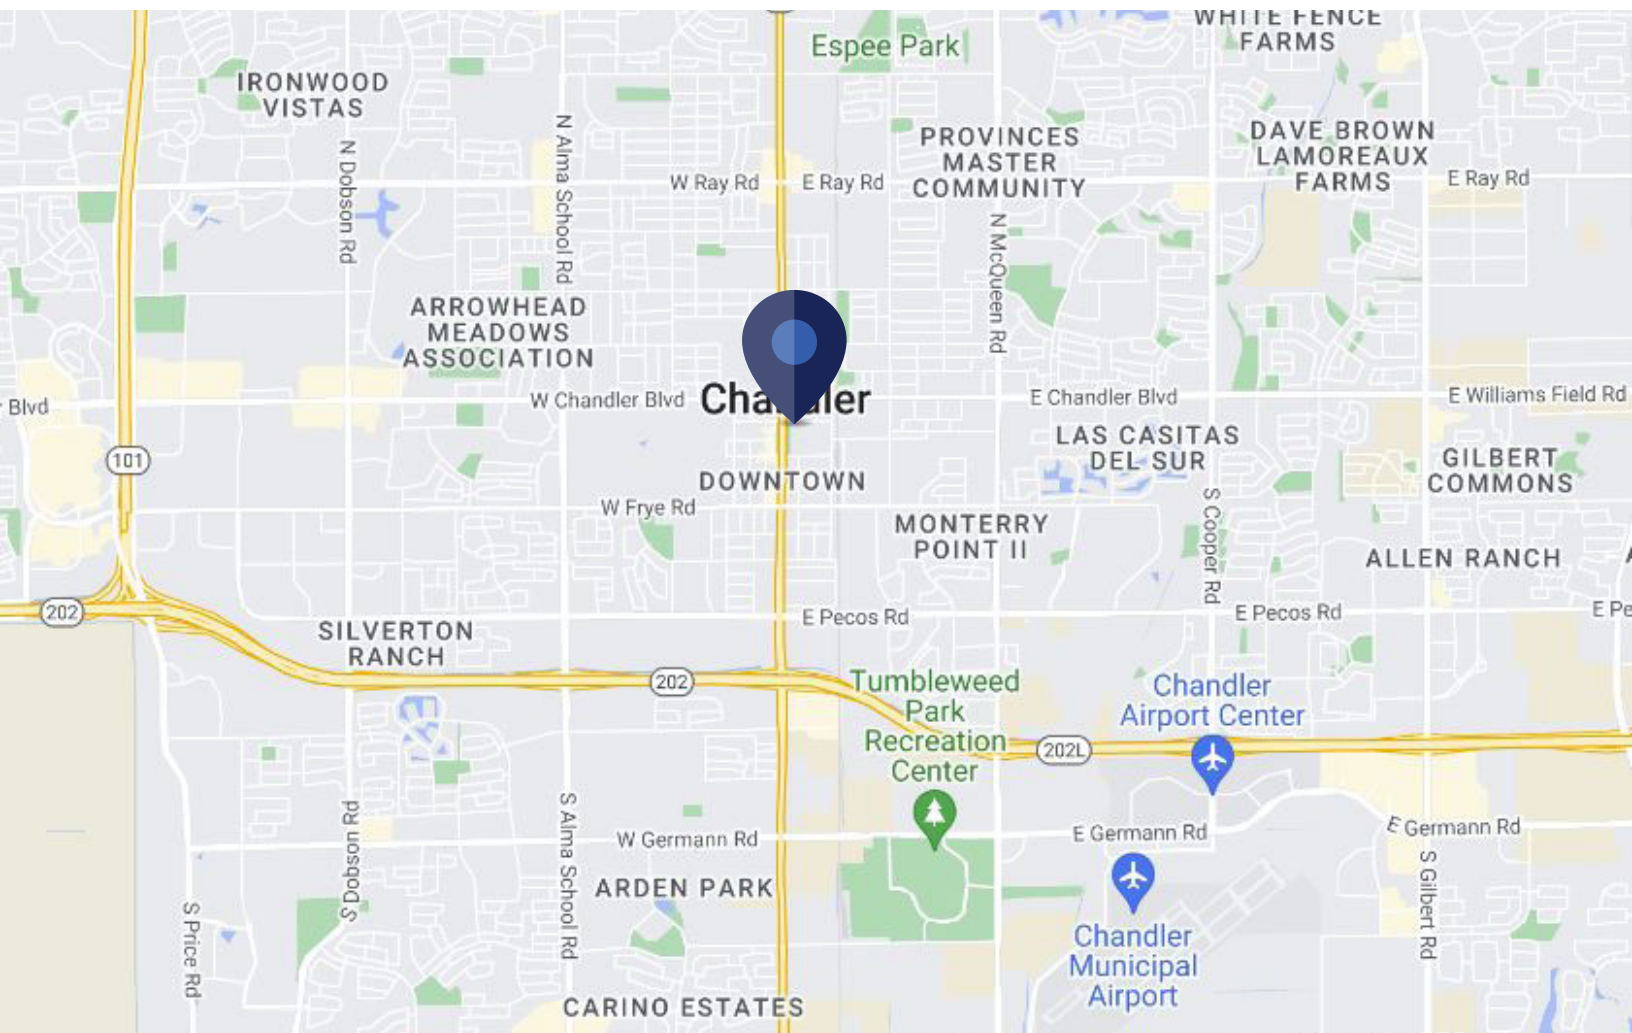 WHITE FENCE
FARMS
Espee Park
IRONWOOD
VISTAS
N Dobson Rd
N Alma School Rd
PROVINCES
MASTER
COMMUNITY
DAVE BROWN
LAMOREAUX
FARMS
W Ray Rd
E Ray Rd
E Ray Rd
N McQueen Rd
ARROWHEAD
MEADOWS
ASSOCIATION
Blvd
W Chandler Blvd
E Chandler Blvd
E Williams Field Rd
LAS CASITAS
DEL SUR
GILBERT
COMMONS
101
DOWNTOWN
W Frye Rd
MONTERRY
POINT II
S Cooper Rd
ALLEN RANCH
202
E Pecos Rd
E Pecos Rd
E Pe
SILVERTON
RANCH
202
Tumbleweed
Park
Recreation
Center
Chandler
Airport Center
202L
S Dobson Rd
S Alma School Rd
W Germann Rd
E Germann Rd
E Germann Rd
ARDEN PARK
S Gilbert Rd
S Price Rd
Chandler
Municipal
Airport
CARINO ESTATES